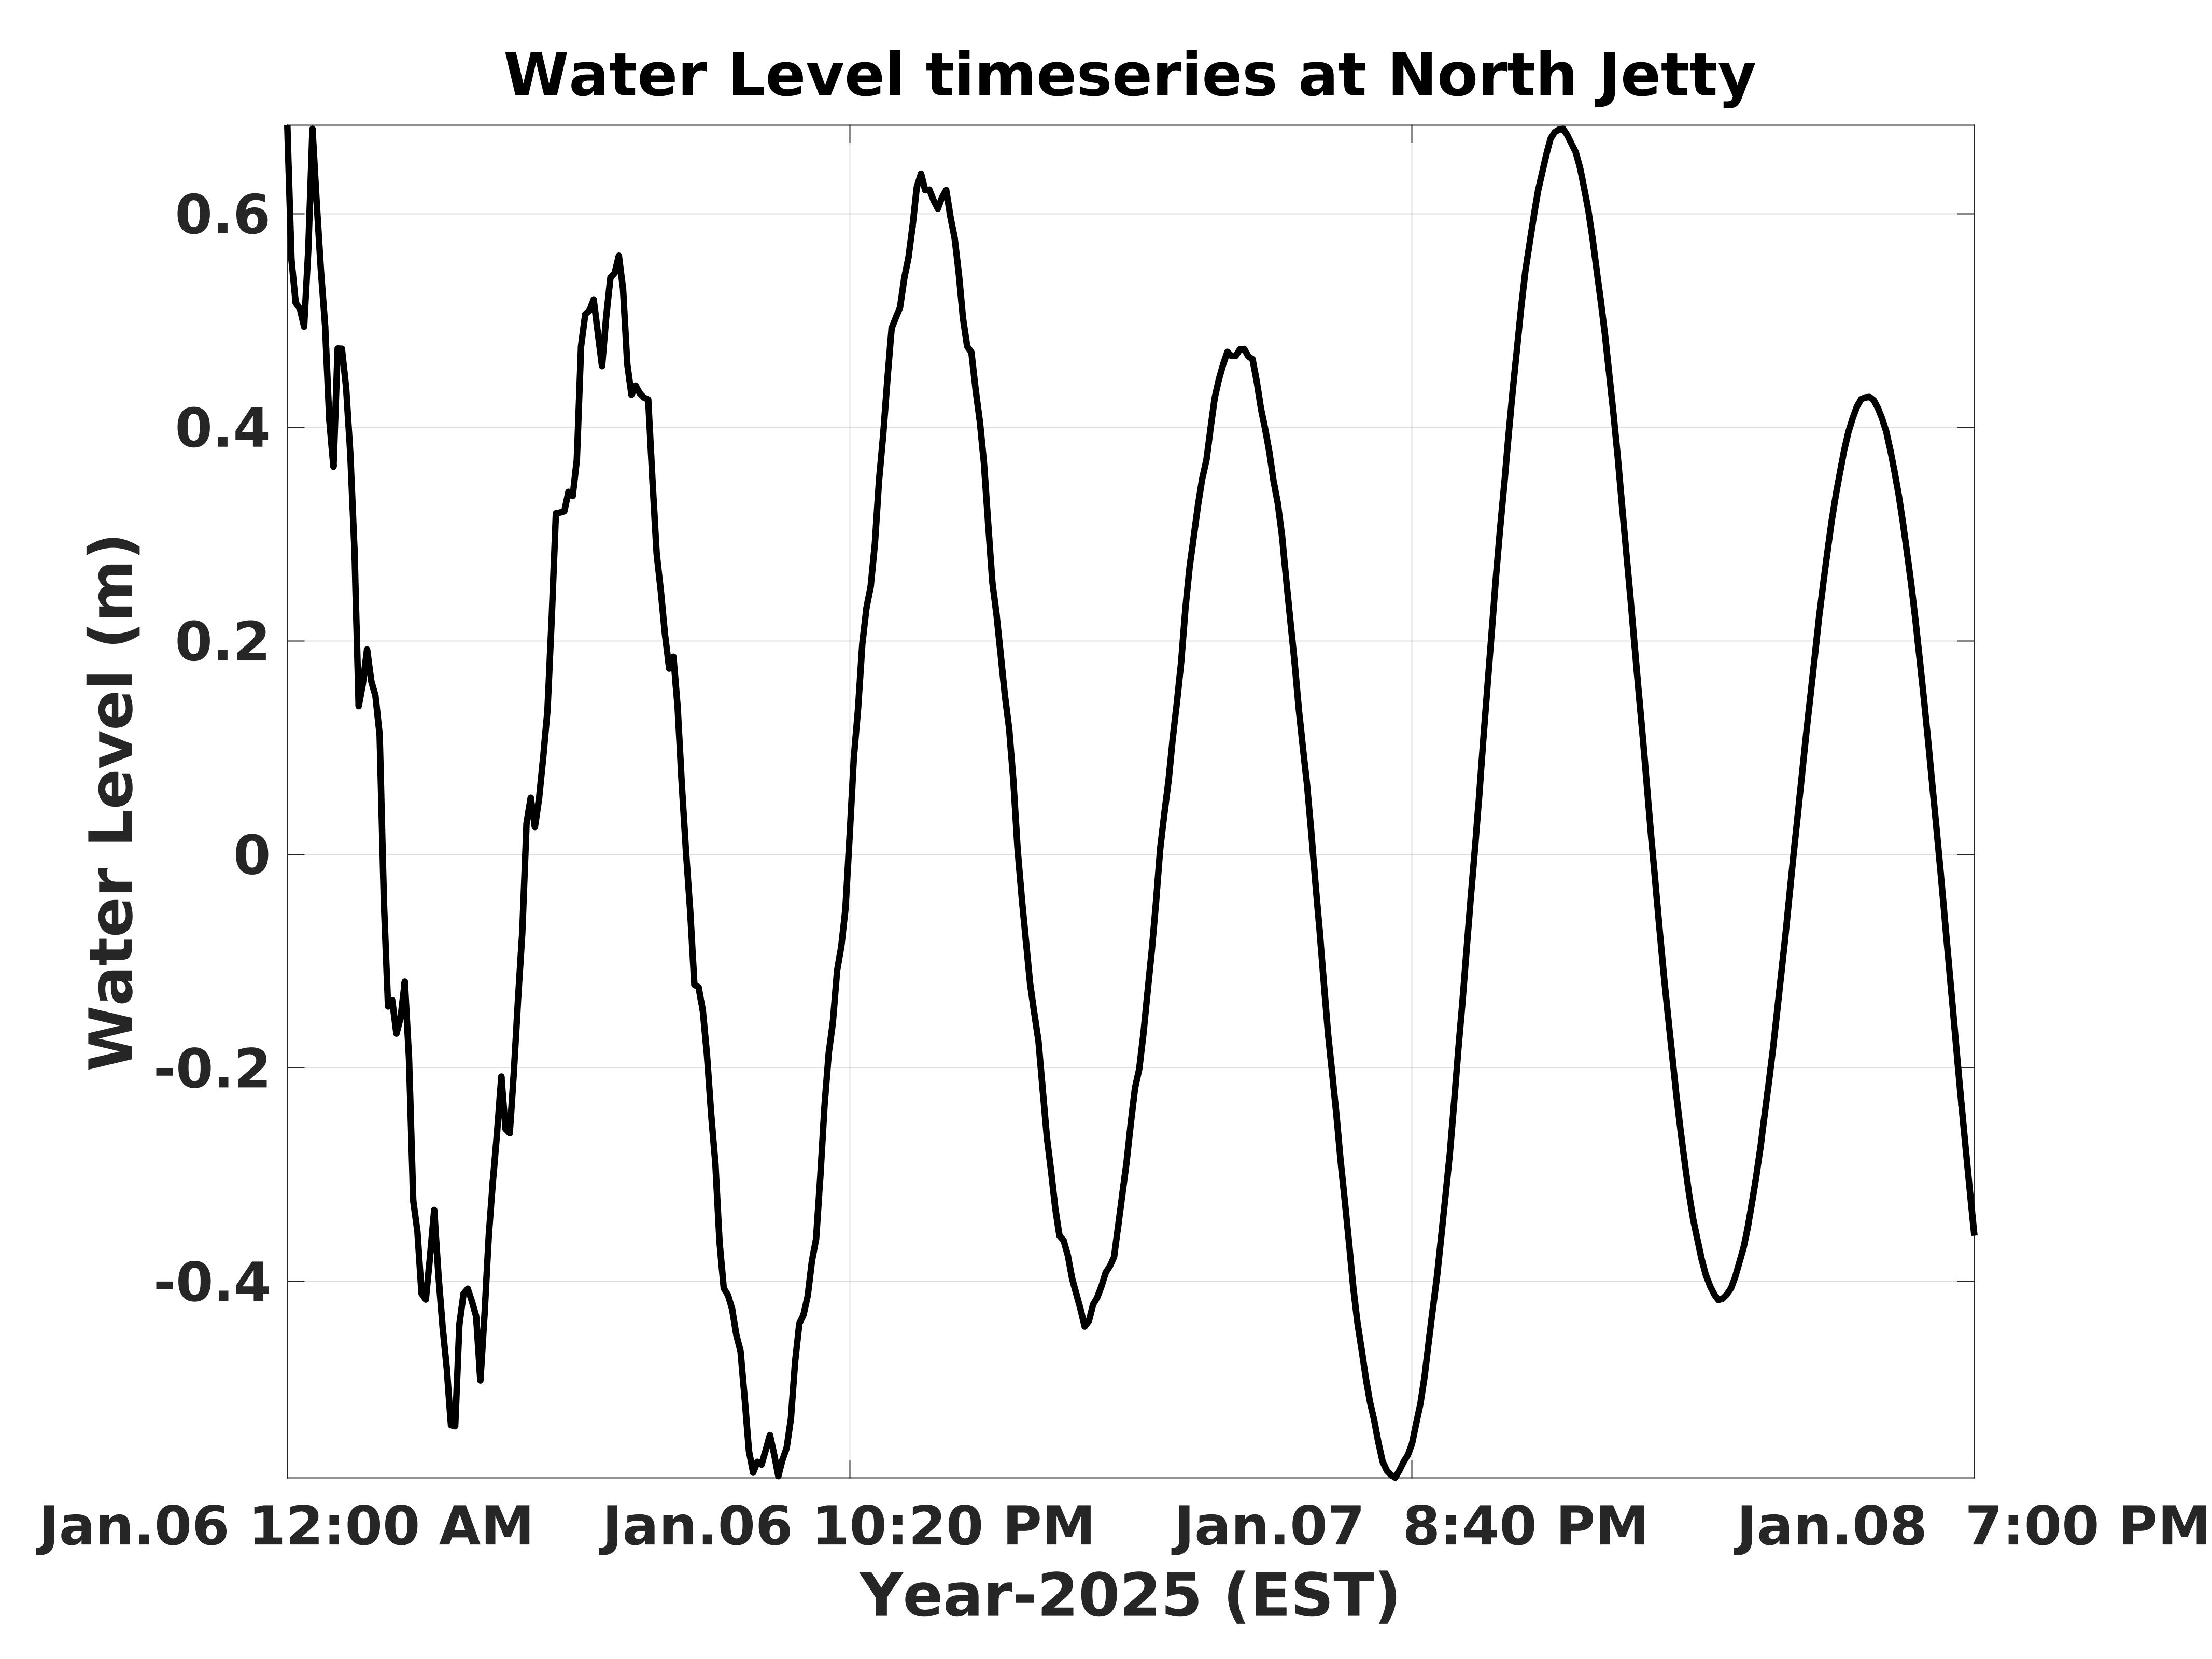 Water Level timeseries at North Jetty
0.6
0.4
0.2
0
-0.2
-0.4
Water Level (m)
Jan.06 12:00 AM Jan.06 10:20 PM Jan.07 8:40 PM Jan.08 7:00 PM
Year-2025 (EST)